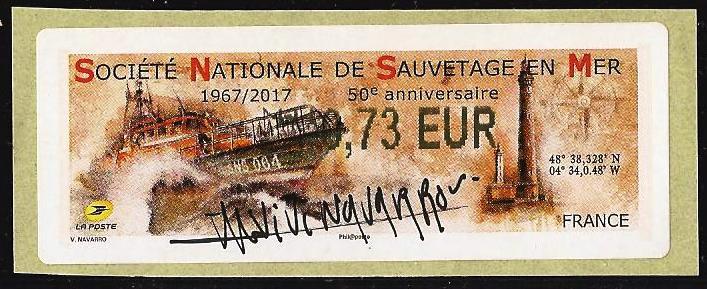 SOCIÉTÉ NATIONALE DE SAUVETAGE EN MER
1967/2017 50e anniversaire
0,73 EUR
SNS 064
48° 38,328' N
04° 34,0.48' W
LA POSTE
V. NAVARRO
Phil@poste
FRANCE